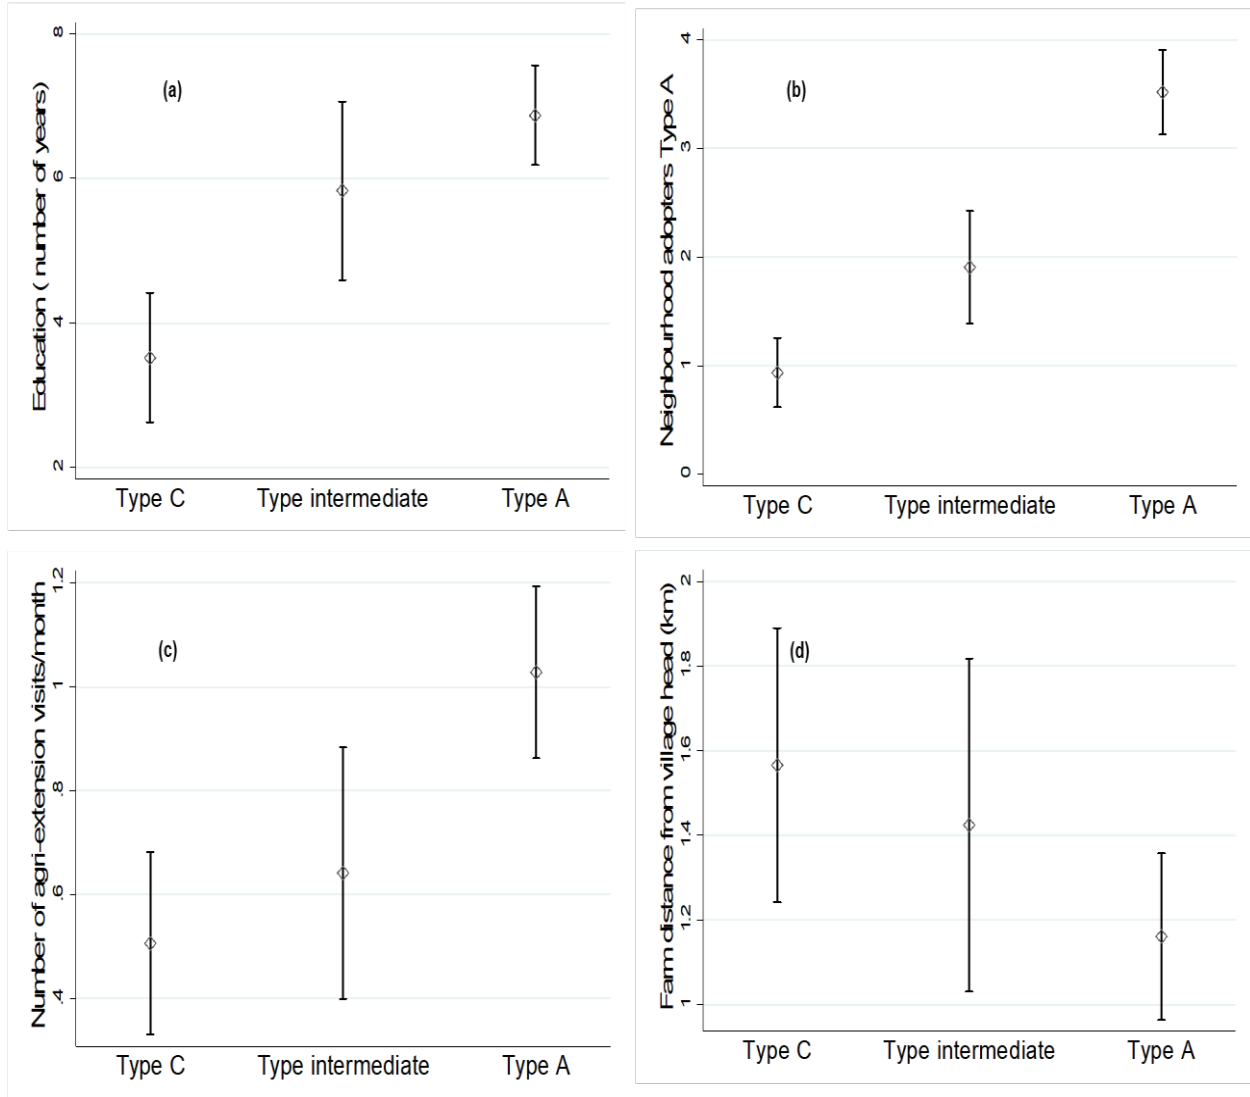 Education ( number of years)
8
6
4
2
(a)
Type C Type intermediate Type A
Neighbourhood adopters Type A
4
3
2
1
0
(b)
Type C Type intermediate Type A
Number of agri-extension visits/month
1.2
1
.8
.6
.4
(c)
Type C Type intermediate Type A
Farm distance from village head (km)
2
1.8
1.6
1.4
1.2
1
(d)
Type C Type intermediate Type A